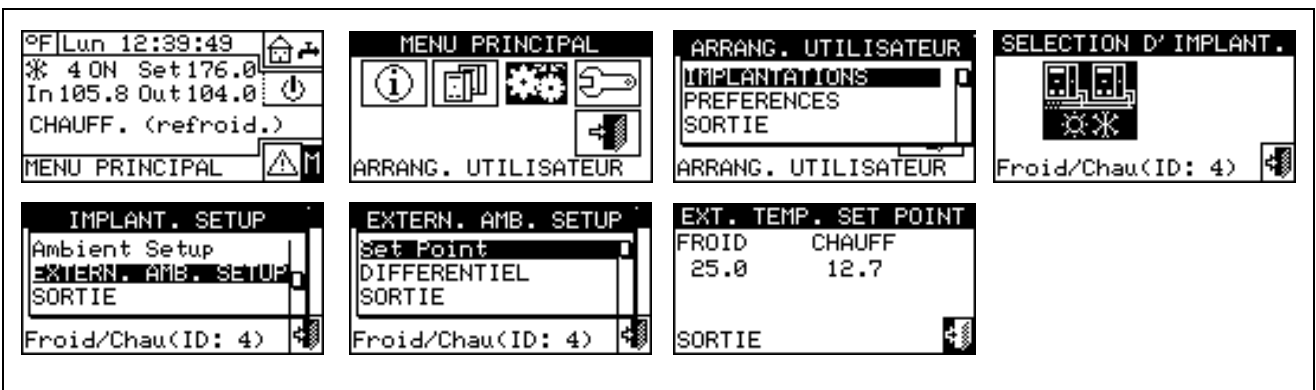 °F Lun 12:39:49
4 ON Set 176.0
In 105.8 Out 104.0
CHAUFF. (refroid.)
MENU PRINCIPAL M
MENU PRINCIPAL
ARRANG. UTILISATEUR
ARRANG. UTILISATEUR
IMPLANTATIONS
PREFERENCES
SORTIE
ARRANG. UTILISATEUR
SELECTION D'IMPLANT.
Froid/Chau(ID: 4)
IMPLANT. SETUP
Ambient Setup
EXTERN. AMB. SETUP
SORTIE
Froid/Chau(ID: 4)
EXTERN. AMB. SETUP
Set Point
DIFFERENTIEL
SORTIE
Froid/Chau(ID: 4)
EXT. TEMP. SET POINT
FROID CHAUFF
25.0 12.7
SORTIE